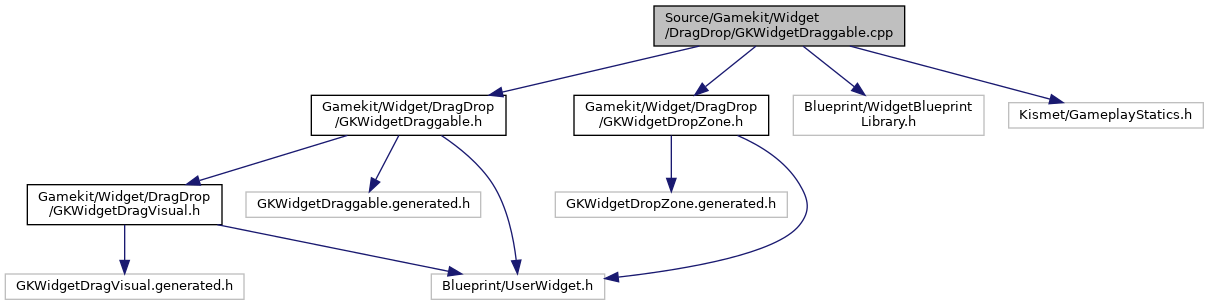 Source/Gamekit/Widget
/DragDrop/GKWidgetDraggable.cpp
Gamekit/Widget/DragDrop
/GKWidgetDraggable.h
Gamekit/Widget/DragDrop
/GKWidgetDropZone.h
Blueprint/WidgetBlueprint
Library.h
Kismet/GameplayStatics.h
Gamekit/Widget/DragDrop
/GKWidgetDragVisual.h
GKWidgetDraggable.generated.h
GKWidgetDropZone.generated.h
GKWidgetDragVisual.generated.h
Blueprint/UserWidget.h